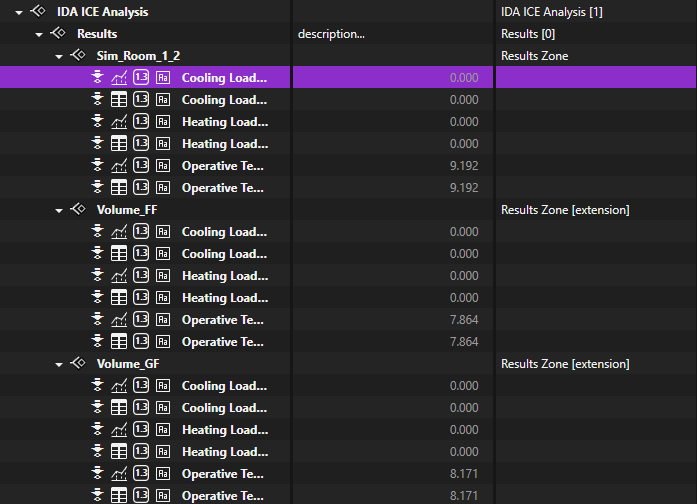 IDA ICE Analysis IDA ICE Analysis [1]
Results description... Results [0]
Sim_Room_1_2 Results Zone
1.3 Aa Cooling Load... 0.000
1.3 Aa Cooling Load... 0.000
1.3 Aa Heating Load... 0.000
1.3 Aa Heating Load... 0.000
1.3 Aa Operative Te... 9.192
1.3 Aa Operative Te... 9.192
Volume_FF Results Zone [extension]
1.3 Aa Cooling Load... 0.000
1.3 Aa Cooling Load... 0.000
1.3 Aa Heating Load... 0.000
1.3 Aa Heating Load... 0.000
1.3 Aa Operative Te... 7.864
1.3 Aa Operative Te... 7.864
Volume_GF Results Zone [extension]
1.3 Aa Cooling Load... 0.000
1.3 Aa Cooling Load... 0.000
1.3 Aa Heating Load... 0.000
1.3 Aa Heating Load... 0.000
1.3 Aa Operative Te... 8.171
1.3 Aa Operative Te... 8.171